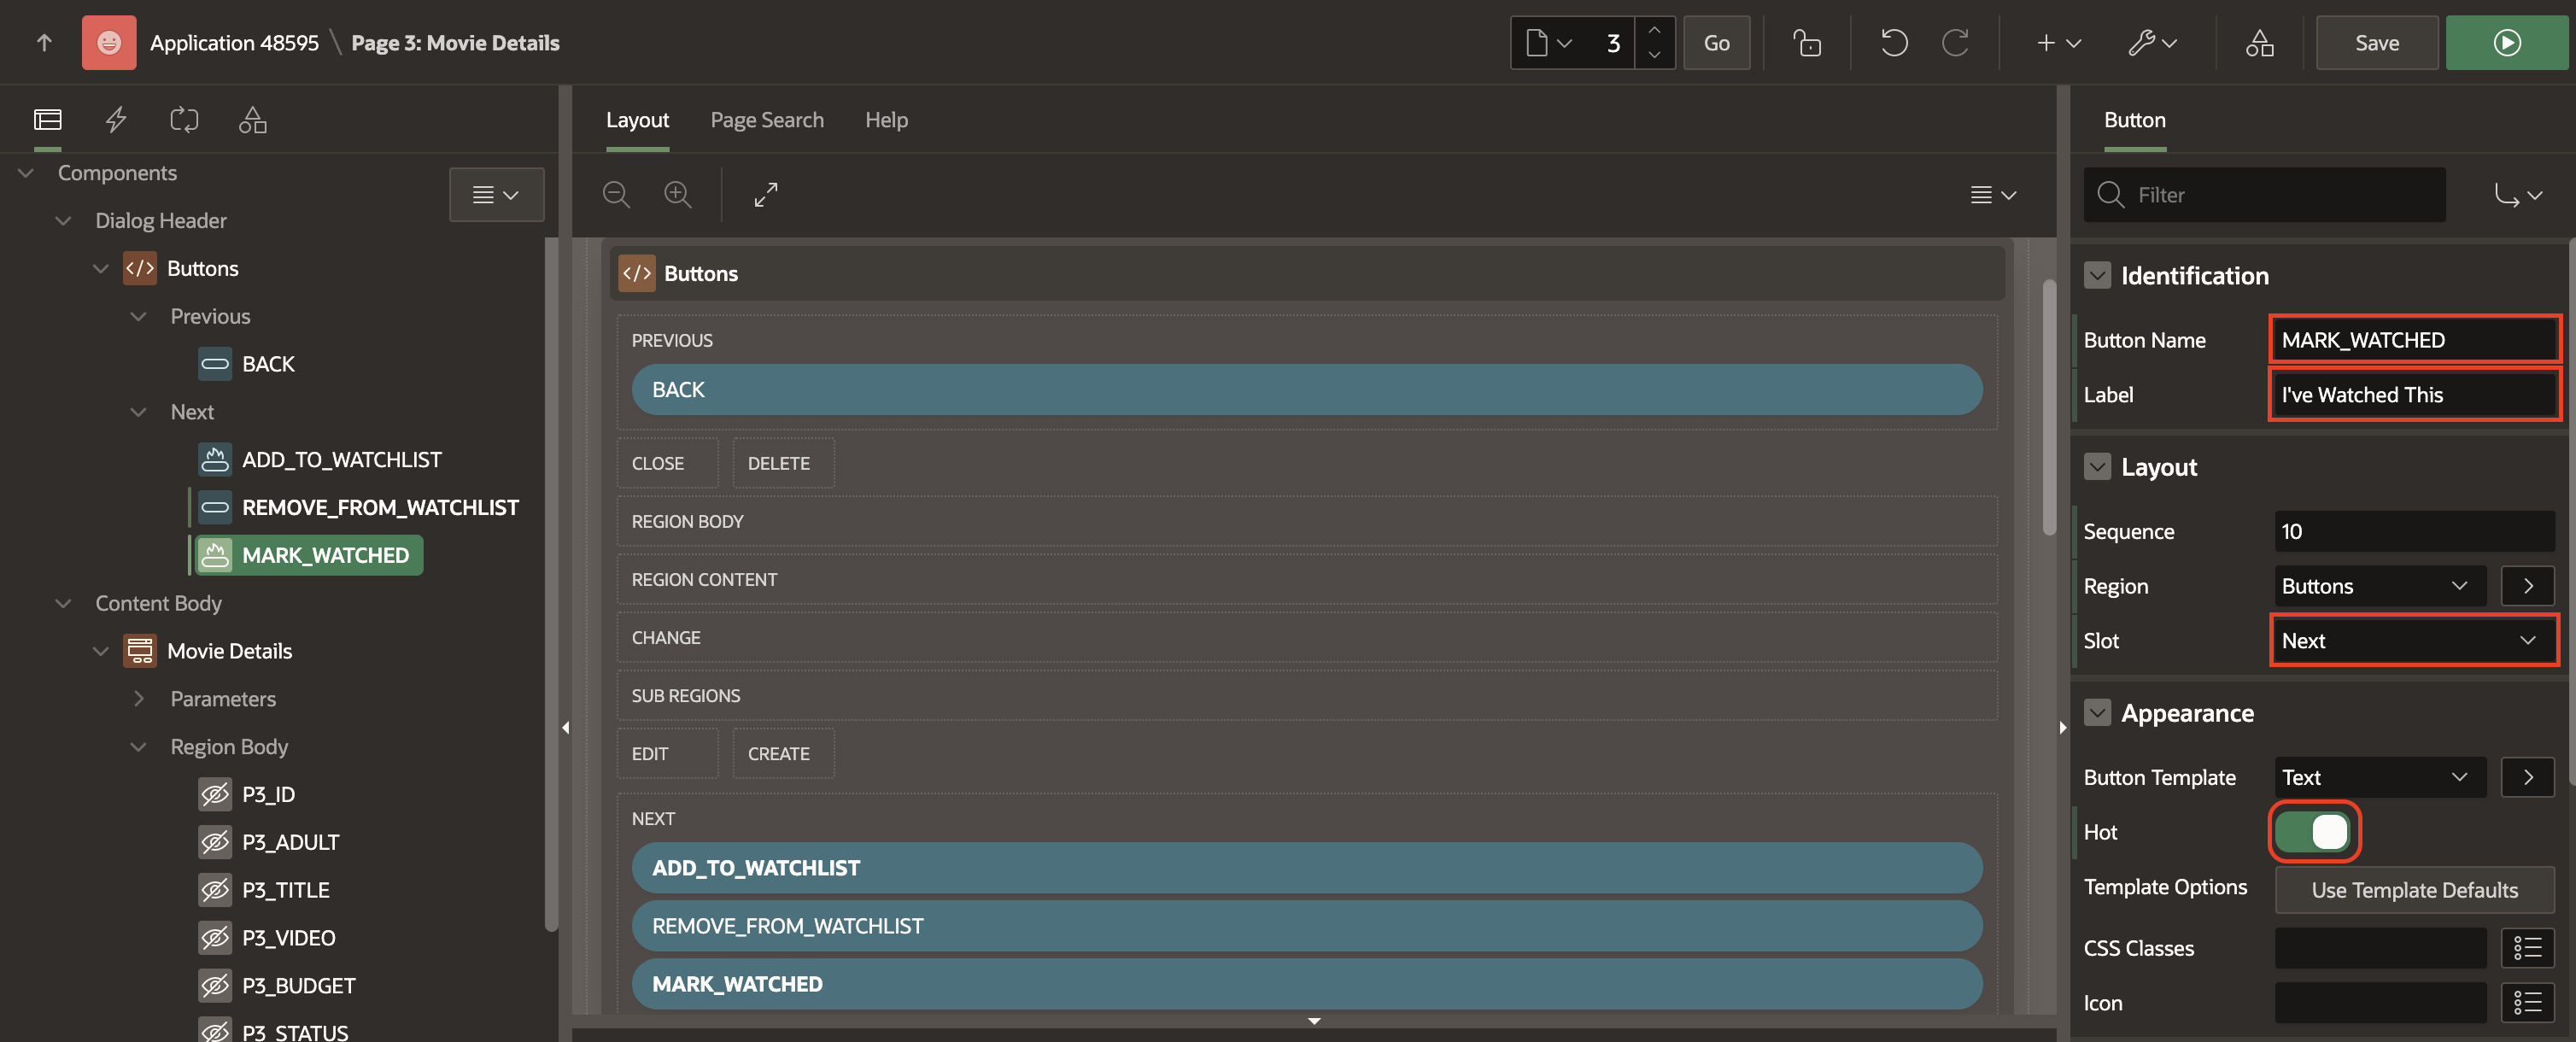 Application 48595 \ Page 3: Movie Details
3
Go
Save
Components
Dialog Header
</> Buttons
Previous
BACK
Next
ADD_TO_WATCHLIST
REMOVE_FROM_WATCHLIST
MARK_WATCHED
Content Body
Movie Details
Parameters
Region Body
P3_ID
P3_ADULT
P3_TITLE
P3_VIDEO
P3_BUDGET
P3_STATUS
Layout Page Search Help
</> Buttons
PREVIOUS
BACK
CLOSE DELETE
REGION BODY
REGION CONTENT
CHANGE
SUB REGIONS
EDIT CREATE
NEXT
ADD_TO_WATCHLIST
REMOVE_FROM_WATCHLIST
MARK_WATCHED
Button
Filter
Identification
Button Name MARK_WATCHED
Label I've Watched This
Layout
Sequence 10
Region Buttons
Slot Next
Appearance
Button Template Text
Hot
Template Options Use Template Defaults
CSS Classes
Icon